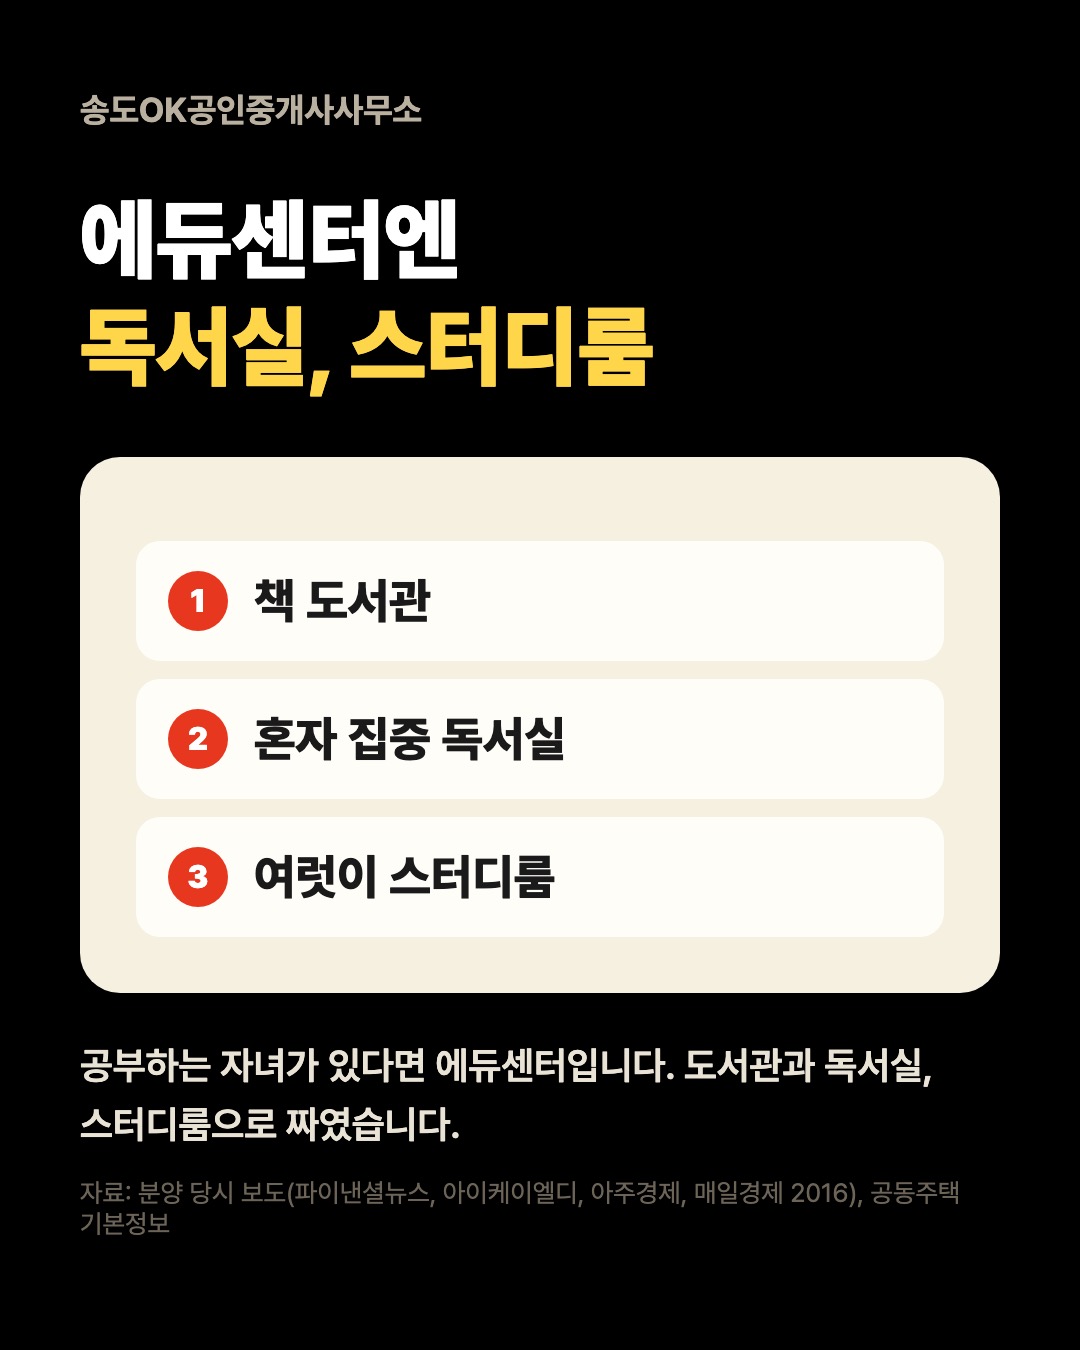 송도OK공인중개사사무소
에듀센터엔
독서실, 스터디룸
1 책 도서관
2 혼자 집중 독서실
3 여럿이 스터디룸
공부하는 자녀가 있다면 에듀센터입니다. 도서관과 독서실,
스터디룸으로 짜였습니다.
자료: 분양 당시 보도(파이낸셜뉴스, 아이케이엘디, 아주경제, 매일경제 2016), 공동주택
기본정보